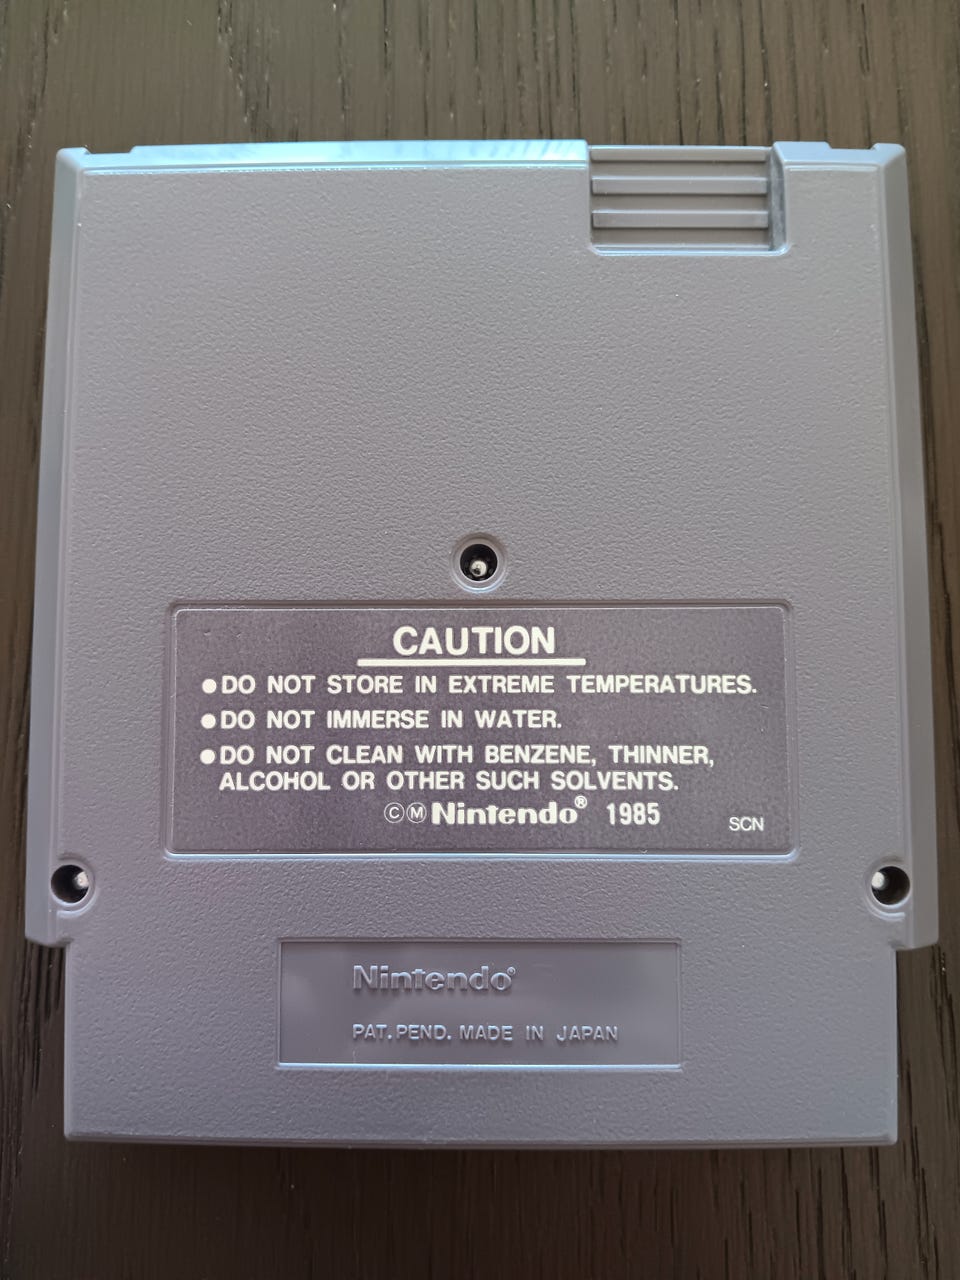 CAUTION
●DO NOT STORE IN EXTREME TEMPERATURES.
●DO NOT IMMERSE IN WATER.
●DO NOT CLEAN WITH BENZENE, THINNER,
ALCOHOL OR OTHER SUCH SOLVENTS.
ⒸⓂNintendo® 1985
SCN
Nintendo®
PAT.PEND. MADE IN JAPAN